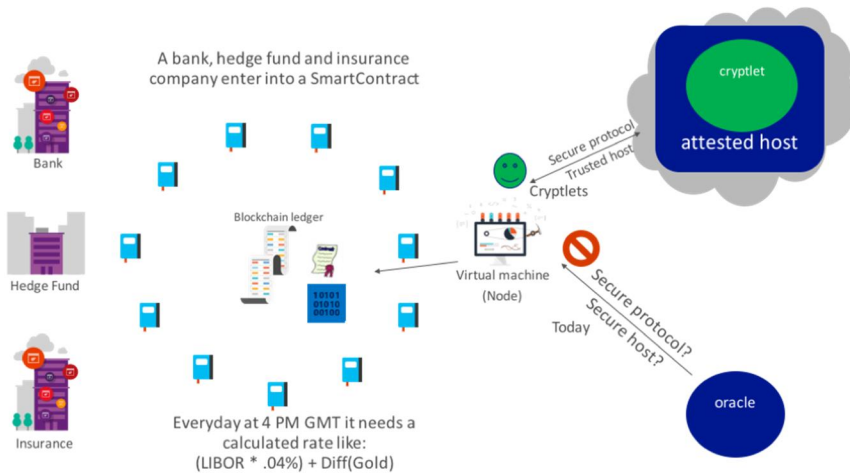 A bank, hedge fund and insurance
company enter into a SmartContract
cryptlet
attested host
Secure protocol
Trusted host
Bank
Cryptlets
Blockchain ledger
10101
01010
00100
Virtual machine
(Node)
Hedge Fund
Secure protocol?
Secure host?
Today
oracle
Everyday at 4 PM GMT it needs a
calculated rate like:
(LIBOR * .04%) + Diff(Gold)
Insurance